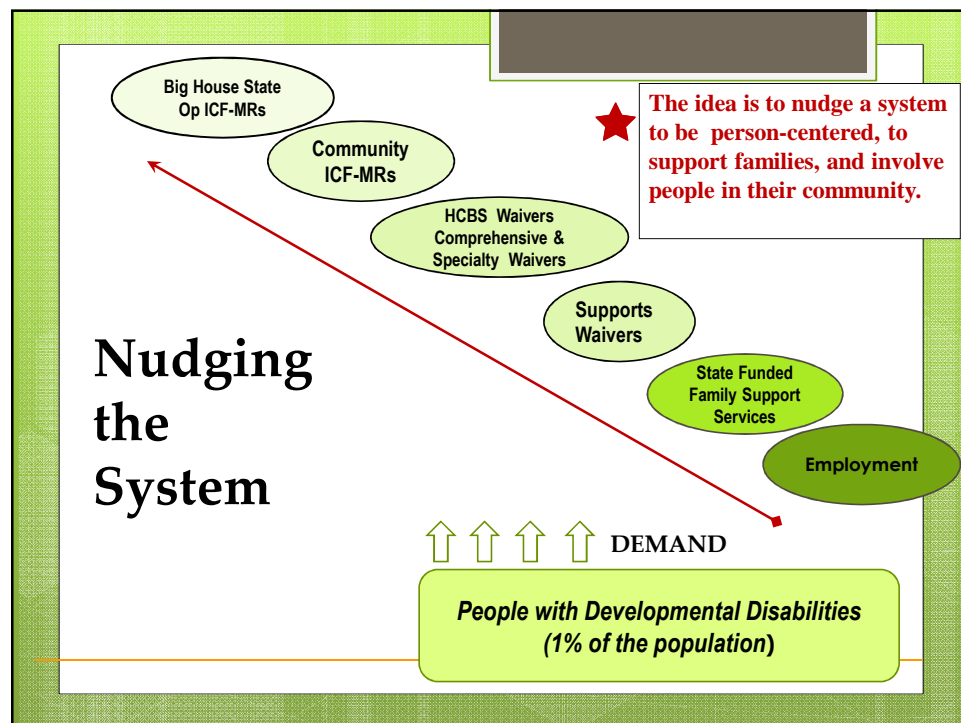 Big House State
Op ICF-MRs
Community
ICF-MRs
HCBS Waivers
Comprehensive &
Specialty Waivers
Supports
Waivers
State Funded
Family Support
Services
Employment
The idea is to nudge a system
to be person-centered, to
support families, and involve
people in their community.
Nudging
the
System
DEMAND
People with Developmental Disabilities
(1% of the population)